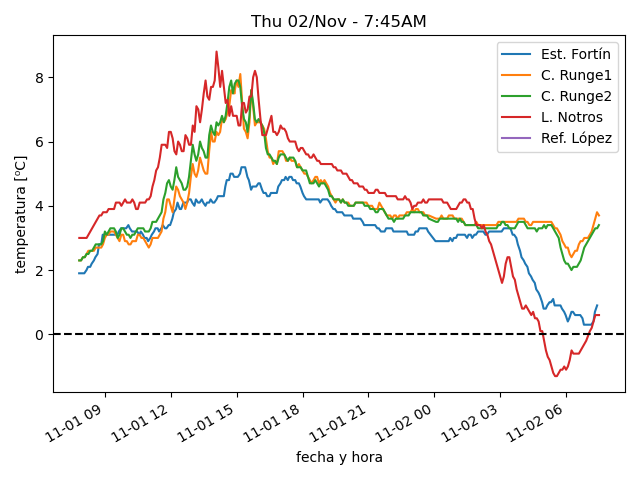 Thu 02/Nov - 7:45AM
Est. Fortín
C. Runge1
C. Runge2
L. Notros
Ref. López
temperatura [ºC]
8
6
4
2
0
11-01 09
11-01 12
11-01 15
11-01 18
11-01 21
11-02 00
11-02 03
11-02 06
fecha y hora